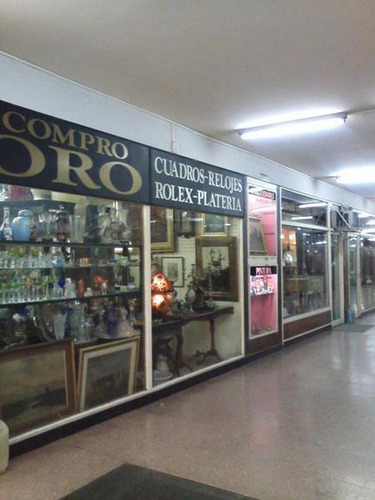 COMPRO
ORO
CUADROS-RELOJES
ROLEX-PLATERIA